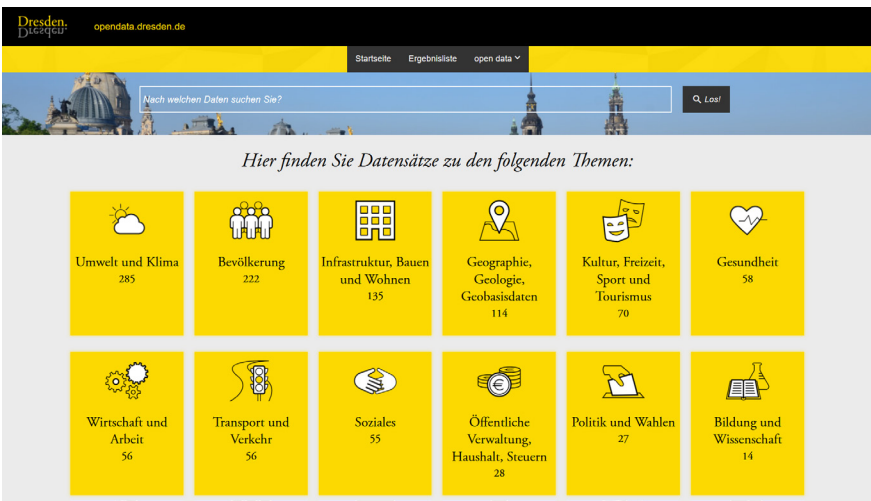 Dresden.
opendata.dresden.de
Startseite Ergebnisliste open data
Nach welchen Daten suchen Sie?
Los!
Hier finden Sie Datensätze zu den folgenden Themen:
Umwelt und Klima
285
Bevölkerung
222
Infrastruktur, Bauen
und Wohnen
135
Geographie,
Geologie,
Geobasisdaten
114
Kultur, Freizeit,
Sport und
Tourismus
70
Gesundheit
58
Wirtschaft und
Arbeit
56
Transport und
Verkehr
56
Soziales
55
€
Öffentliche
Verwaltung,
Haushalt, Steuern
28
Politik und Wahlen
27
Bildung und
Wissenschaft
14